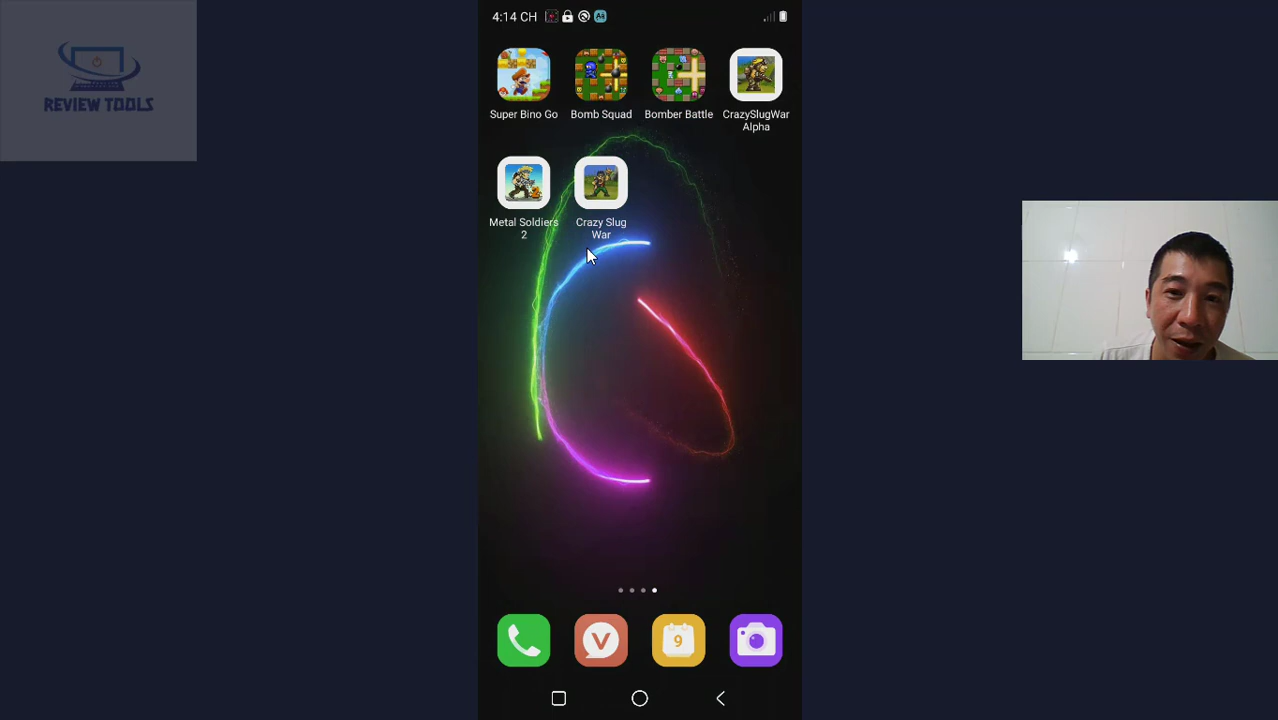 4:14 CH
REVIEW TOOLS
Super Bino Go
Bomb Squad
Bomber Battle
CrazySlugWar
Alpha
Metal Soldiers
2
Crazy Slug
War
V
9